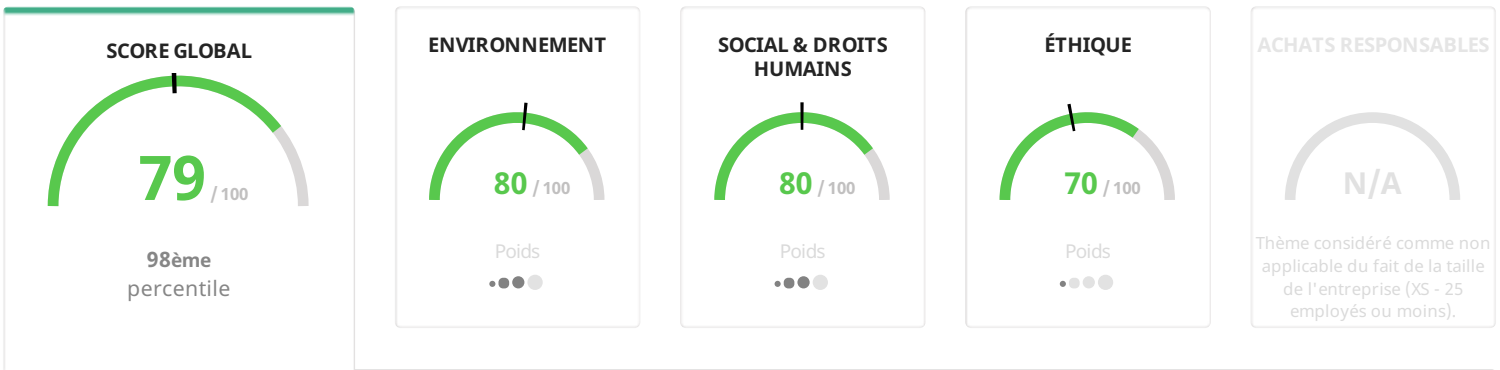 SCORE GLOBAL
79 / 100
98ème
percentile
ENVIRONNEMENT
80 / 100
Poids
SOCIAL & DROITS
HUMAINS
80 / 100
Poids
ÉTHIQUE
70 / 100
Poids
ACHATS RESPONSABLES
N/A
Thème considéré comme non
applicable du fait de la taille
de l'entreprise (XS - 25
employés ou moins).